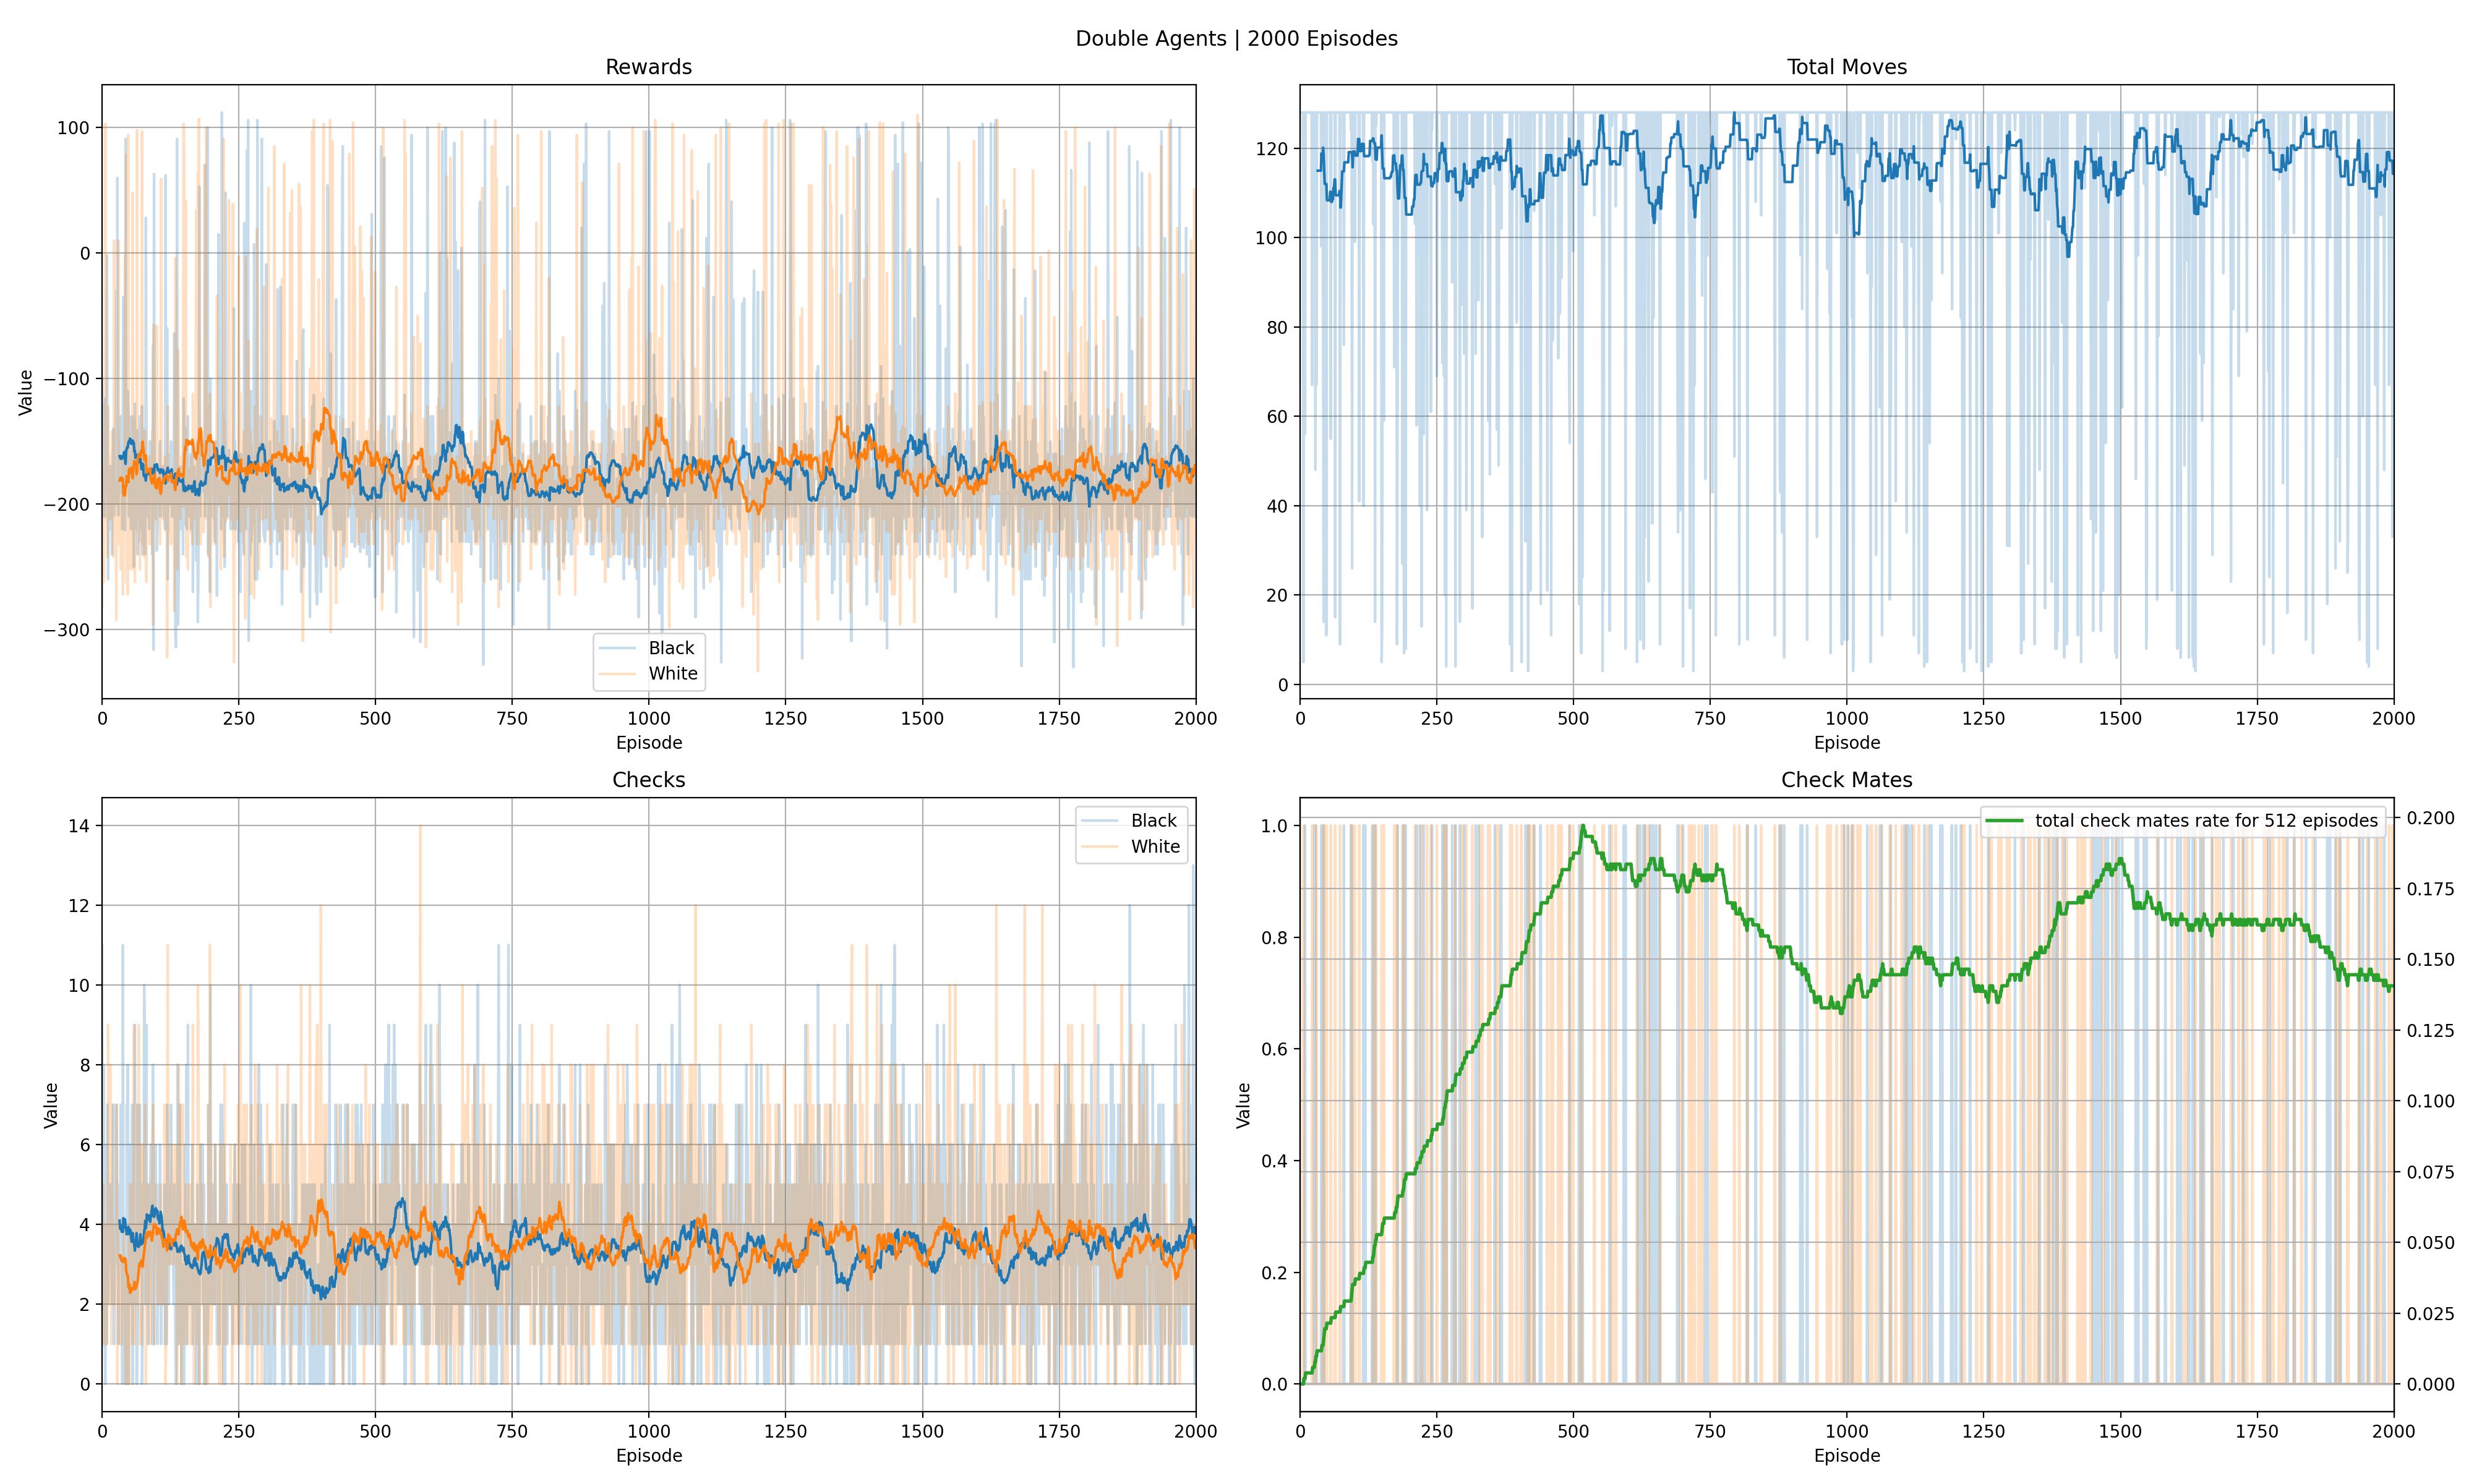 Double Agents | 2000 Episodes
Rewards
100
0
−100
−200
−300
Value
Black
White
0 250 500 750 1000 1250 1500 1750 2000
Episode
Total Moves
120
100
80
60
40
20
0
0 250 500 750 1000 1250 1500 1750 2000
Episode
Checks
14
12
10
8
6
4
2
0
Value
Black
White
0 250 500 750 1000 1250 1500 1750 2000
Episode
Check Mates
1.0
0.8
0.6
0.4
0.2
0.0
Value
total check mates rate for 512 episodes
0.200
0.175
0.150
0.125
0.100
0.075
0.050
0.025
0.000
0 250 500 750 1000 1250 1500 1750 2000
Episode